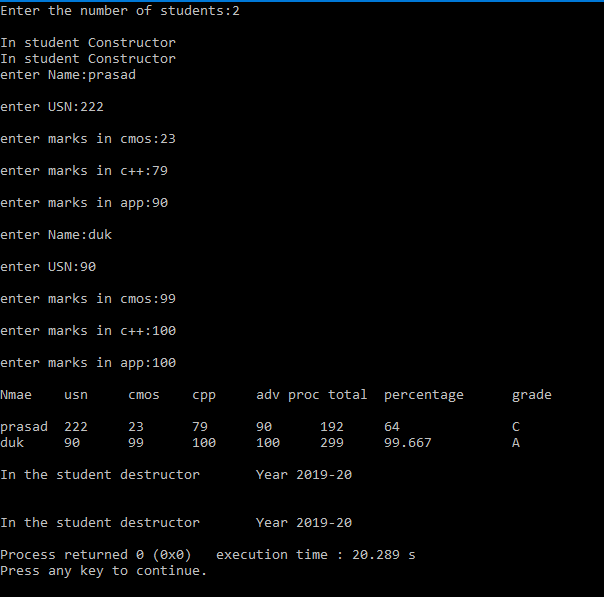 Enter the number of students:2
In student Constructor
In student Constructor
enter Name:prasad
enter USN:222
enter marks in cmos:23
enter marks in c++:79
enter marks in app:90
enter Name:duk
enter USN:90
enter marks in cmos:99
enter marks in c++:100
enter marks in app:100
Nmae usn cmos cpp adv proc total percentage grade
prasad 222 23 79 90 192 64 C
duk 90 99 100 100 299 99.667 A
In the student destructor Year 2019-20
In the student destructor Year 2019-20
Process returned 0 (0x0) execution time : 20.289 s
Press any key to continue.